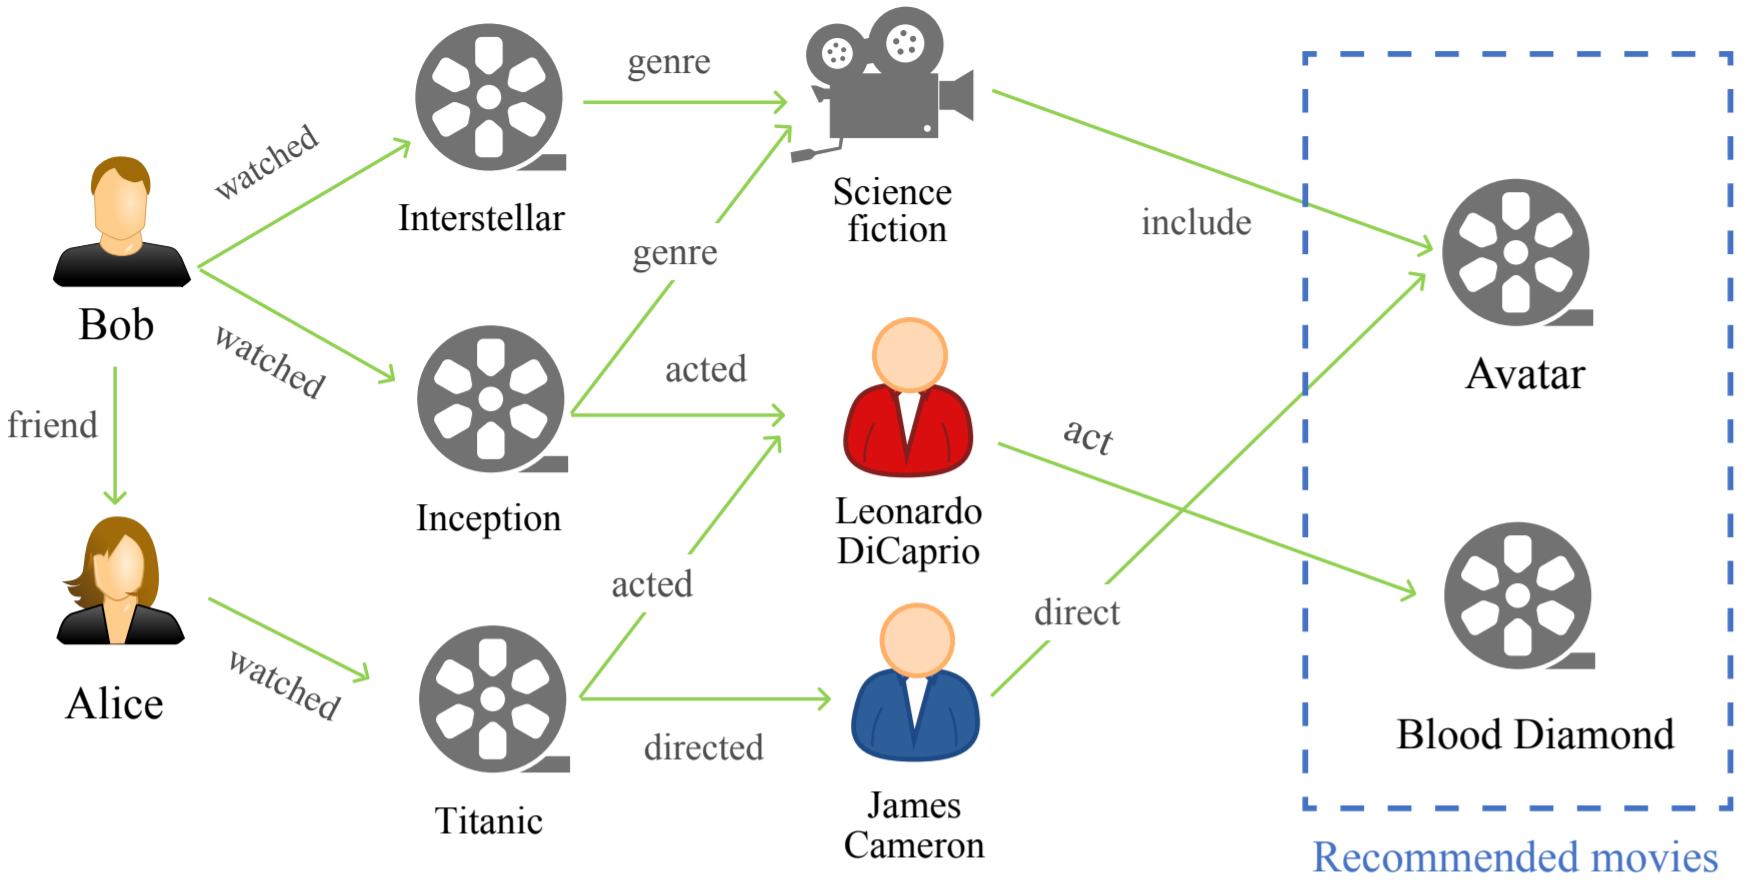 genre
watched
Interstellar
Science
fiction
include
genre
Bob
watched
acted
Avatar
friend
act
Inception
Leonardo
DiCaprio
acted
direct
Alice
watched
directed
Blood Diamond
Titanic
James
Cameron
Recommended movies